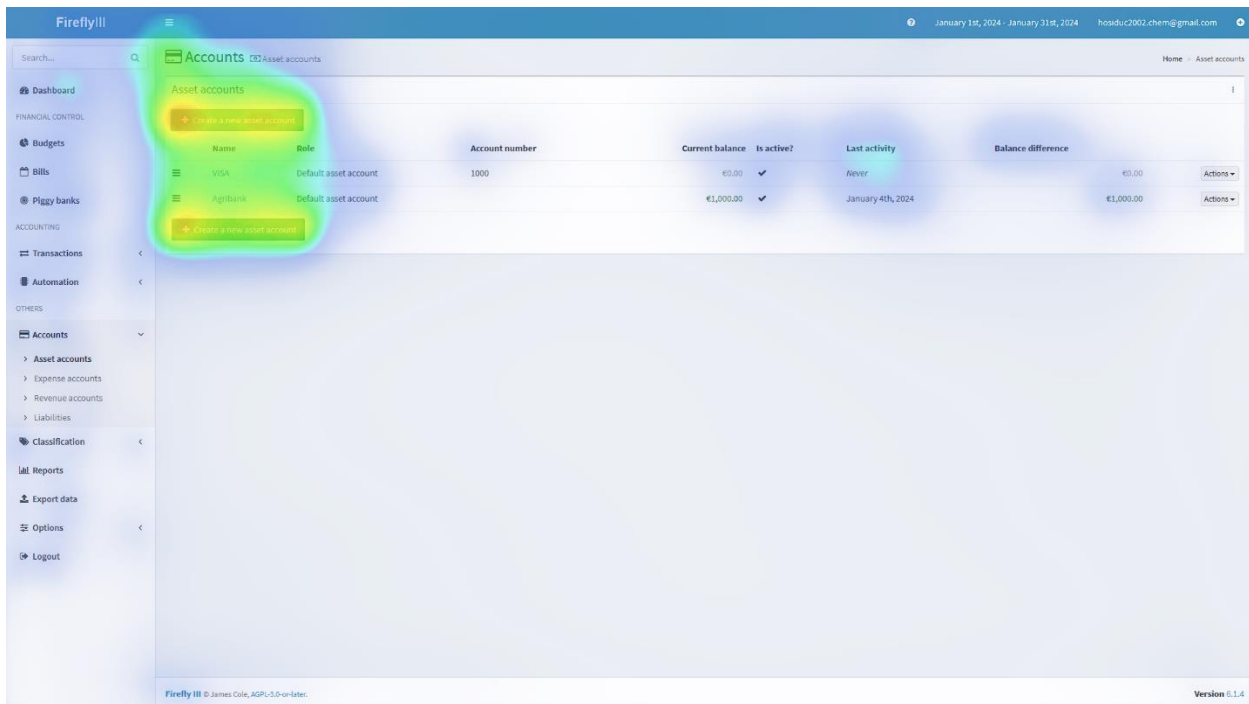 FireflyIII
January 1st, 2024 - January 31st, 2024 hosiduc2002.chem@gmail.com
Search...
Accounts Asset accounts
Home > Asset accounts
Dashboard
Asset accounts
FINANCIAL CONTROL
+ Create a new asset account
Budgets
Name Role Account number Current balance Is active? Last activity Balance difference
Bills
VISA Default asset account 1000 €0.00 ✔ Never €0.00 Actions
Piggy banks
Agribank Default asset account €1,000.00 ✔ January 4th, 2024 €1,000.00 Actions
ACCOUNTING
+ Create a new asset account
Transactions
Automation
OTHERS
Accounts
> Asset accounts
> Expense accounts
> Revenue accounts
> Liabilities
Classification
Reports
Export data
Options
Logout
Firefly III © James Cole, AGPL-3.0-or-later.
Version 6.1.4